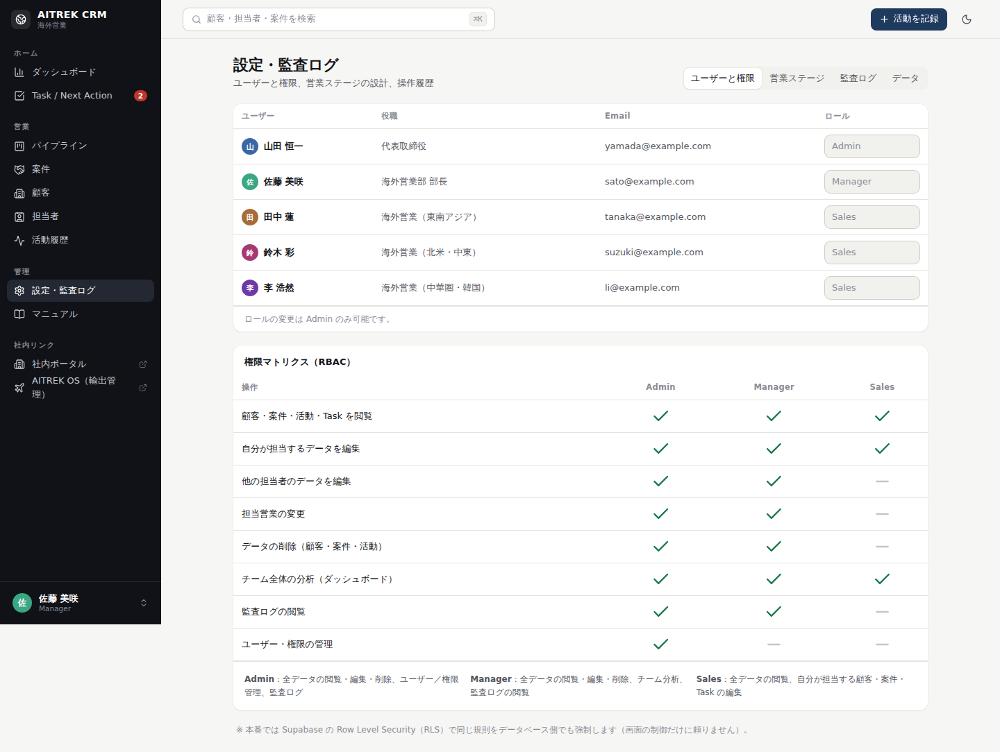 AITREK CRM
海外営業
顧客・担当者・案件を検索
⌘K
活動を記録
ホーム
ダッシュボード
Task / Next Action
2
営業
パイプライン
案件
顧客
担当者
活動履歴
管理
設定・監査ログ
マニュアル
社内リンク
社内ポータル
AITREK OS（輸出管
理）
佐
佐藤 美咲
Manager
設定・監査ログ
ユーザーと権限、営業ステージの設計、操作履歴
ユーザーと権限 営業ステージ 監査ログ データ
ユーザー 役職 Email ロール
山 山田 恒一 代表取締役 yamada@example.com Admin
佐 佐藤 美咲 海外営業部 部長 sato@example.com Manager
田 田中 蓮 海外営業（東南アジア） tanaka@example.com Sales
鈴 鈴木 彩 海外営業（北米・中東） suzuki@example.com Sales
李 李 浩然 海外営業（中華圏・韓国） li@example.com Sales
ロールの変更は Admin のみ可能です。
権限マトリクス（RBAC）
操作 Admin Manager Sales
顧客・案件・活動・Task を閲覧
自分が担当するデータを編集
他の担当者のデータを編集
担当営業の変更
データの削除（顧客・案件・活動）
チーム全体の分析（ダッシュボード）
監査ログの閲覧
ユーザー・権限の管理
Admin：全データの閲覧・編集・削除、ユーザー／権限
管理、監査ログ
Manager：全データの閲覧・編集・削除、チーム分析、
監査ログの閲覧
Sales：全データの閲覧、自分が担当する顧客・案件・
Task の編集
※ 本番では Supabase の Row Level Security（RLS）で同じ規則をデータベース側でも強制します（画面の制御だけに頼りません）。